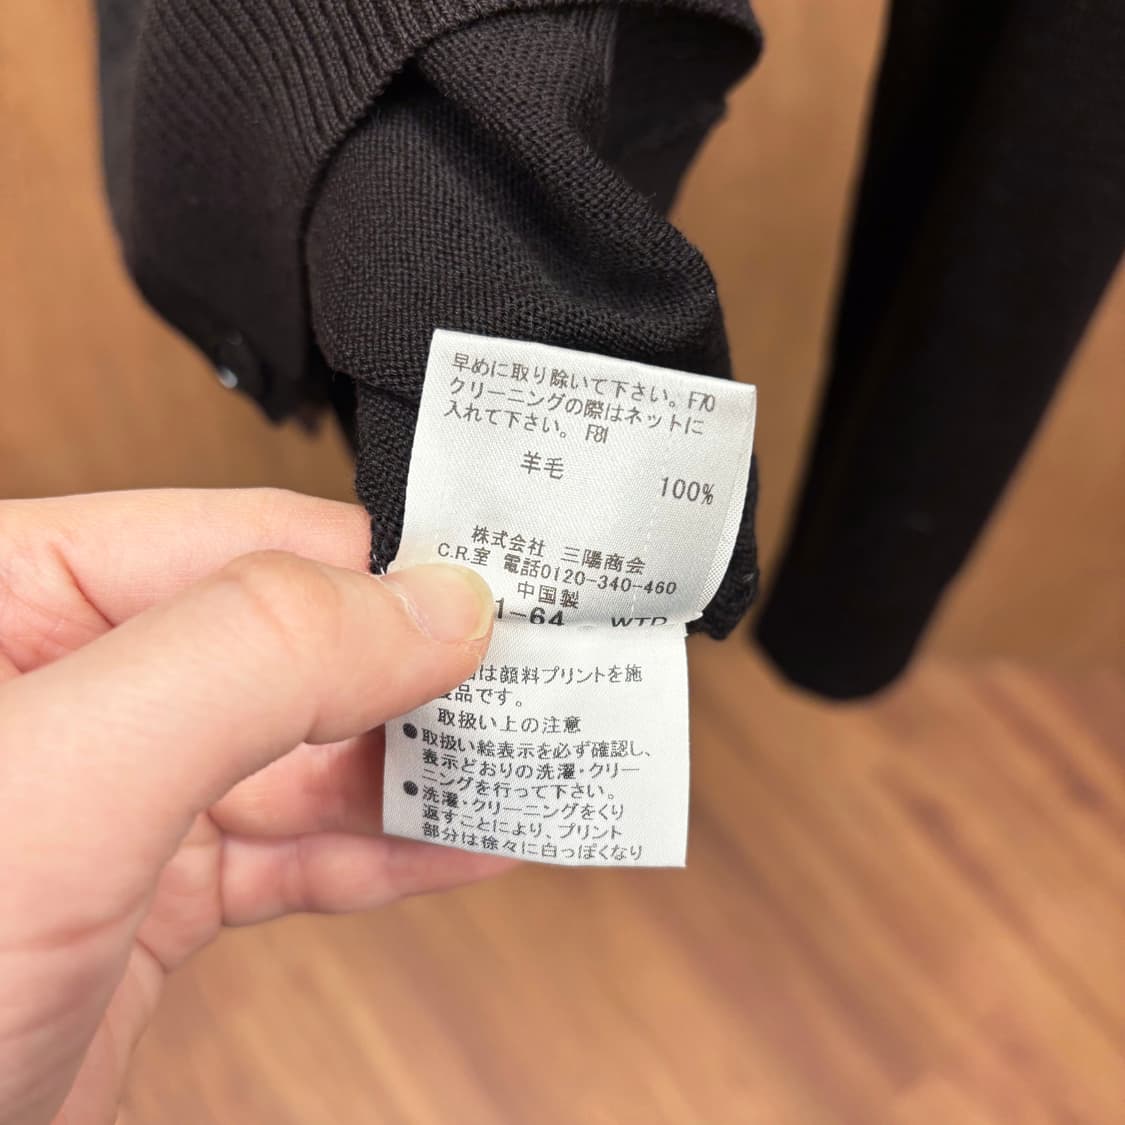 早めに取り除いて下さい。F70
クリーニングの際はネットに
入れて下さい。 F81
羊毛
100%
株式会社 三陽商会
C.R.室 電話0120-340-460
中国製
1-64 WTP
は顔料プリントを施
品です。
取扱い上の注意
●取扱い絵表示を必ず確認し、
表示どおりの洗濯・クリー
ニングを行って下さい。
●洗濯・クリーニングをくり
返すことにより、プリント
部分は徐々に白っぽくなり